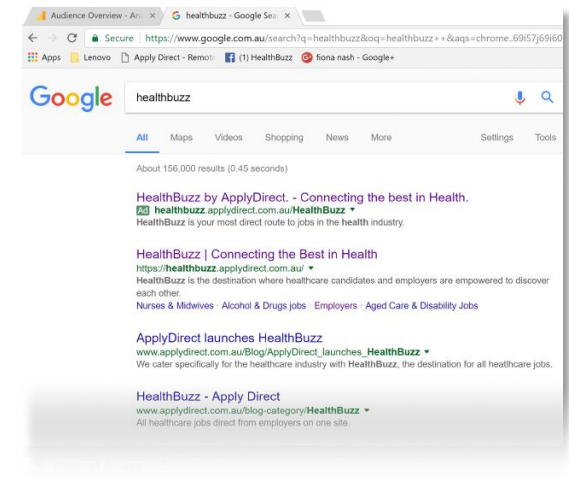 Audience Overview - An
healthbuzz - Google Sea
Secure https://www.google.com.au/search?q=healthbuzz&oq=healthbuzz++&aqs=chrome..69i57j69i60
Apps Lenovo Apply Direct - Remot (1) HealthBuzz fiona nash - Google+
Google
healthbuzz
All Maps Videos Shopping News More Settings Tools
About 156,000 results (0.45 seconds)
HealthBuzz by ApplyDirect. - Connecting the best in Health.
Ad healthbuzz.applydirect.com.au/HealthBuzz
HealthBuzz is your most direct route to jobs in the health industry.
HealthBuzz | Connecting the Best in Health
https://healthbuzz.applydirect.com.au/
HealthBuzz is the destination where healthcare candidates and employers are empowered to discover
each other.
Nurses & Midwives · Alcohol & Drugs jobs · Employers · Aged Care & Disability Jobs
ApplyDirect launches HealthBuzz
www.applydirect.com.au/Blog/ApplyDirect_launches_HealthBuzz
We cater specifically for the healthcare industry with HealthBuzz, the destination for all heatlhcare jobs.
HealthBuzz - Apply Direct
www.applydirect.com.au/blog-category/HealthBuzz
All healthcare jobs direct from employers on one site.